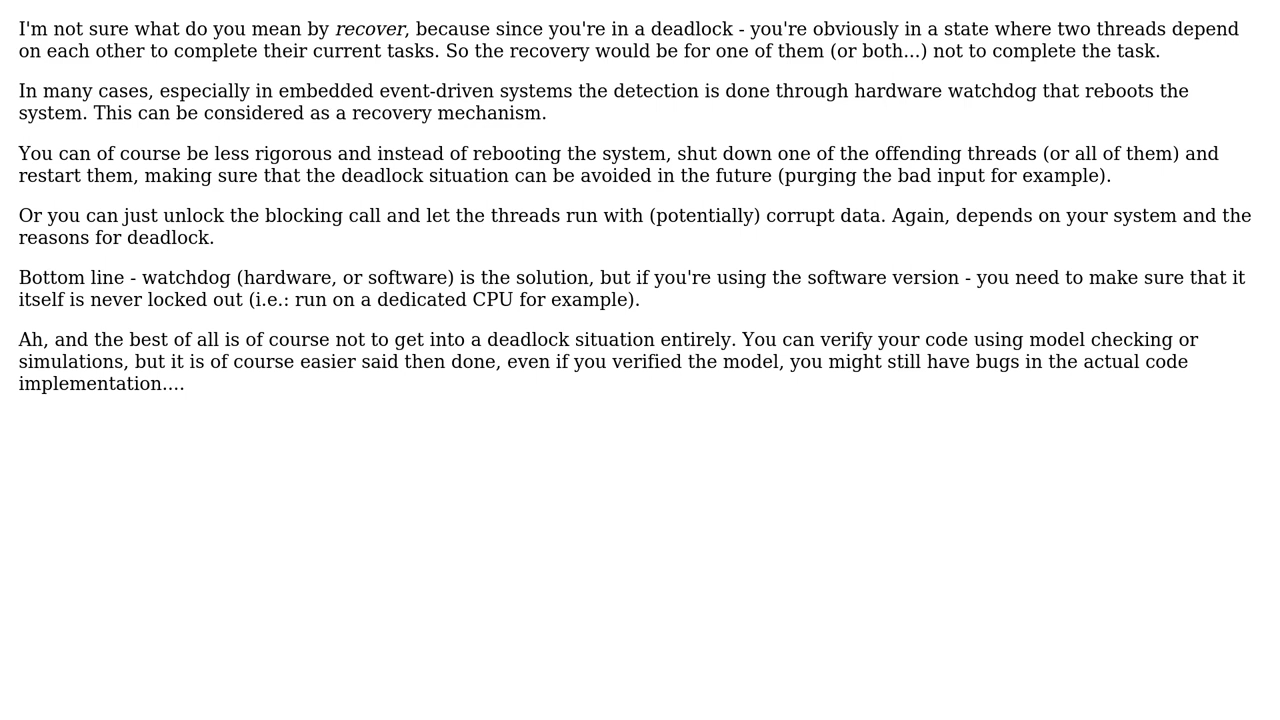 I'm not sure what do you mean by recover, because since you're in a deadlock - you're obviously in a state where two threads depend
on each other to complete their current tasks. So the recovery would be for one of them (or both...) not to complete the task.
In many cases, especially in embedded event-driven systems the detection is done through hardware watchdog that reboots the
system. This can be considered as a recovery mechanism.
You can of course be less rigorous and instead of rebooting the system, shut down one of the offending threads (or all of them) and
restart them, making sure that the deadlock situation can be avoided in the future (purging the bad input for example).
Or you can just unlock the blocking call and let the threads run with (potentially) corrupt data. Again, depends on your system and the
reasons for deadlock.
Bottom line - watchdog (hardware, or software) is the solution, but if you're using the software version - you need to make sure that it
itself is never locked out (i.e.: run on a dedicated CPU for example).
Ah, and the best of all is of course not to get into a deadlock situation entirely. You can verify your code using model checking or
simulations, but it is of course easier said then done, even if you verified the model, you might still have bugs in the actual code
implementation....